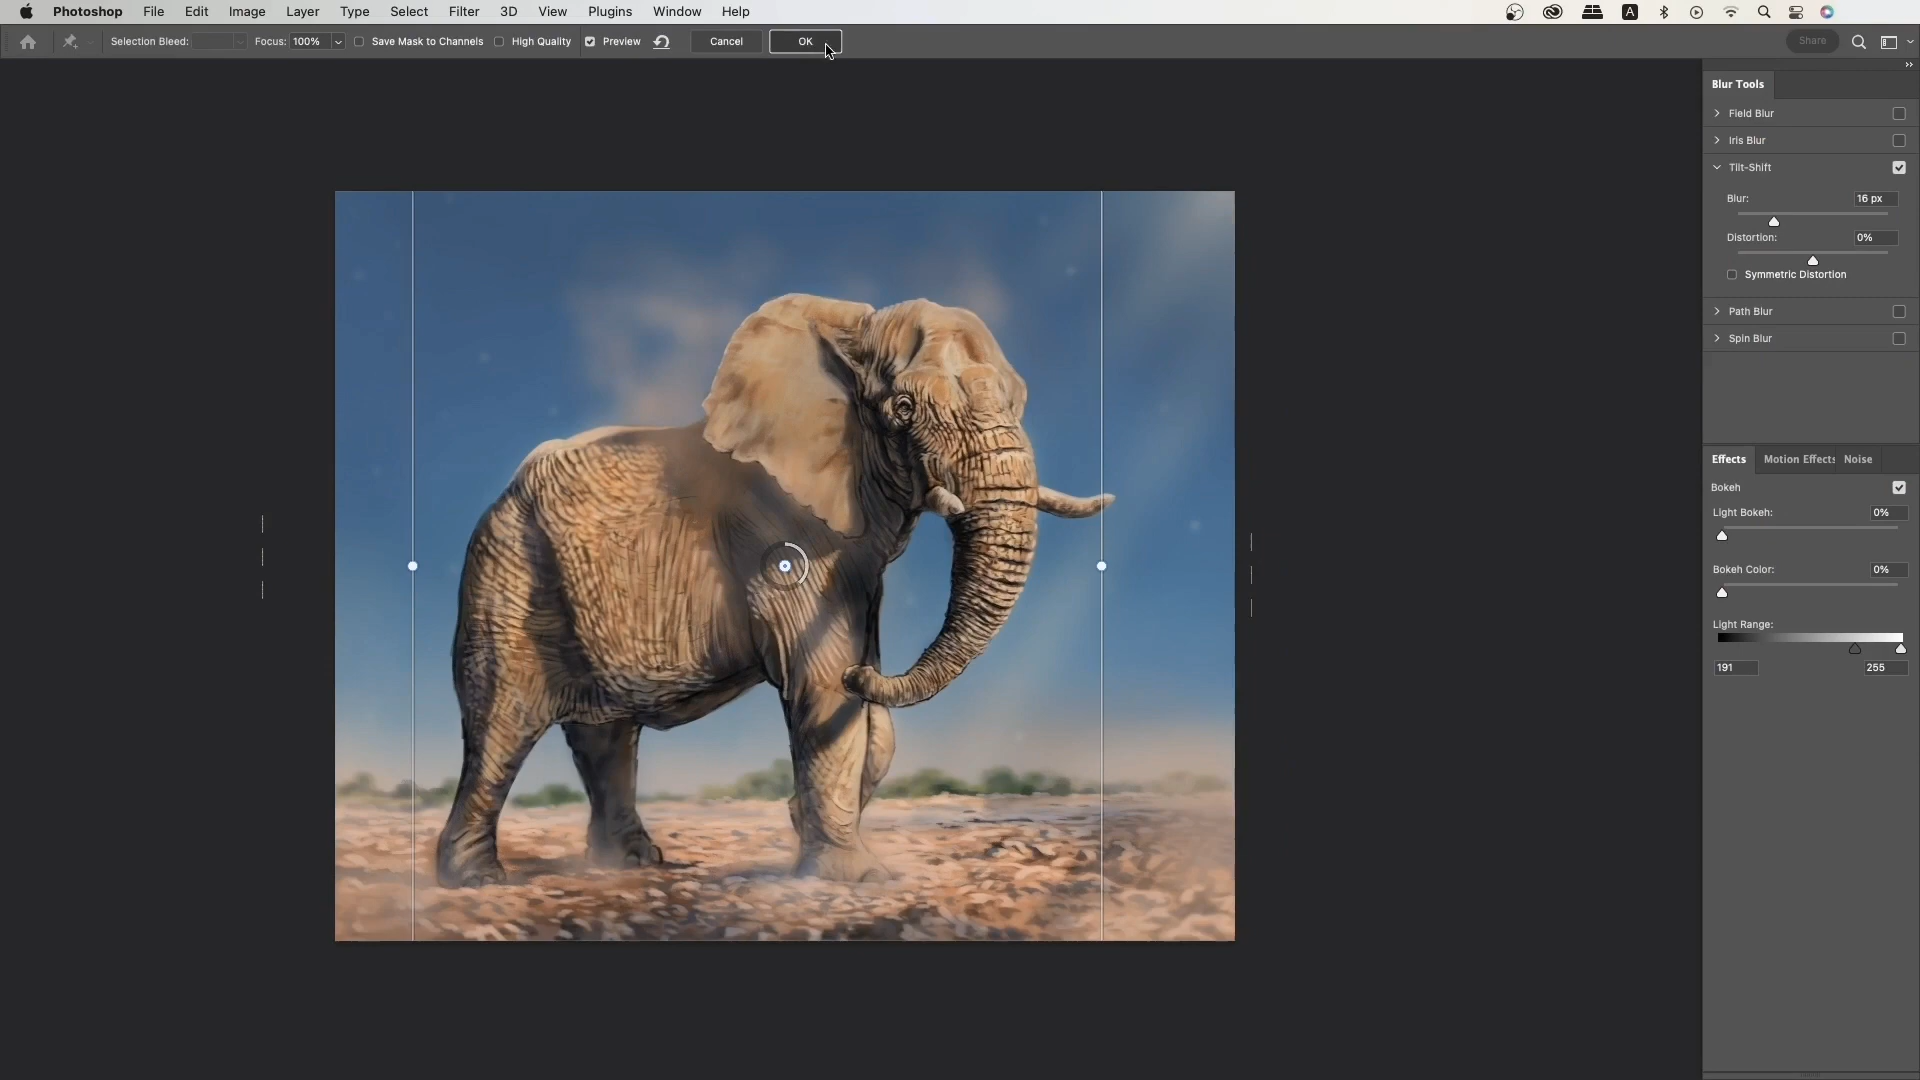 Photoshop File Edit Image Layer Type Select Filter 3D View Plugins Window Help A
Selection Bleed: Focus: 100% Save Mask to Channels High Quality Preview Cancel OK Share
Blur Tools
Field Blur
Iris Blur
Tilt-Shift
Blur: 16 px
Distortion: 0%
Symmetric Distortion
Path Blur
Spin Blur
Effects Motion Effects Noise
Bokeh
Light Bokeh: 0%
Bokeh Color: 0%
Light Range:
191 255